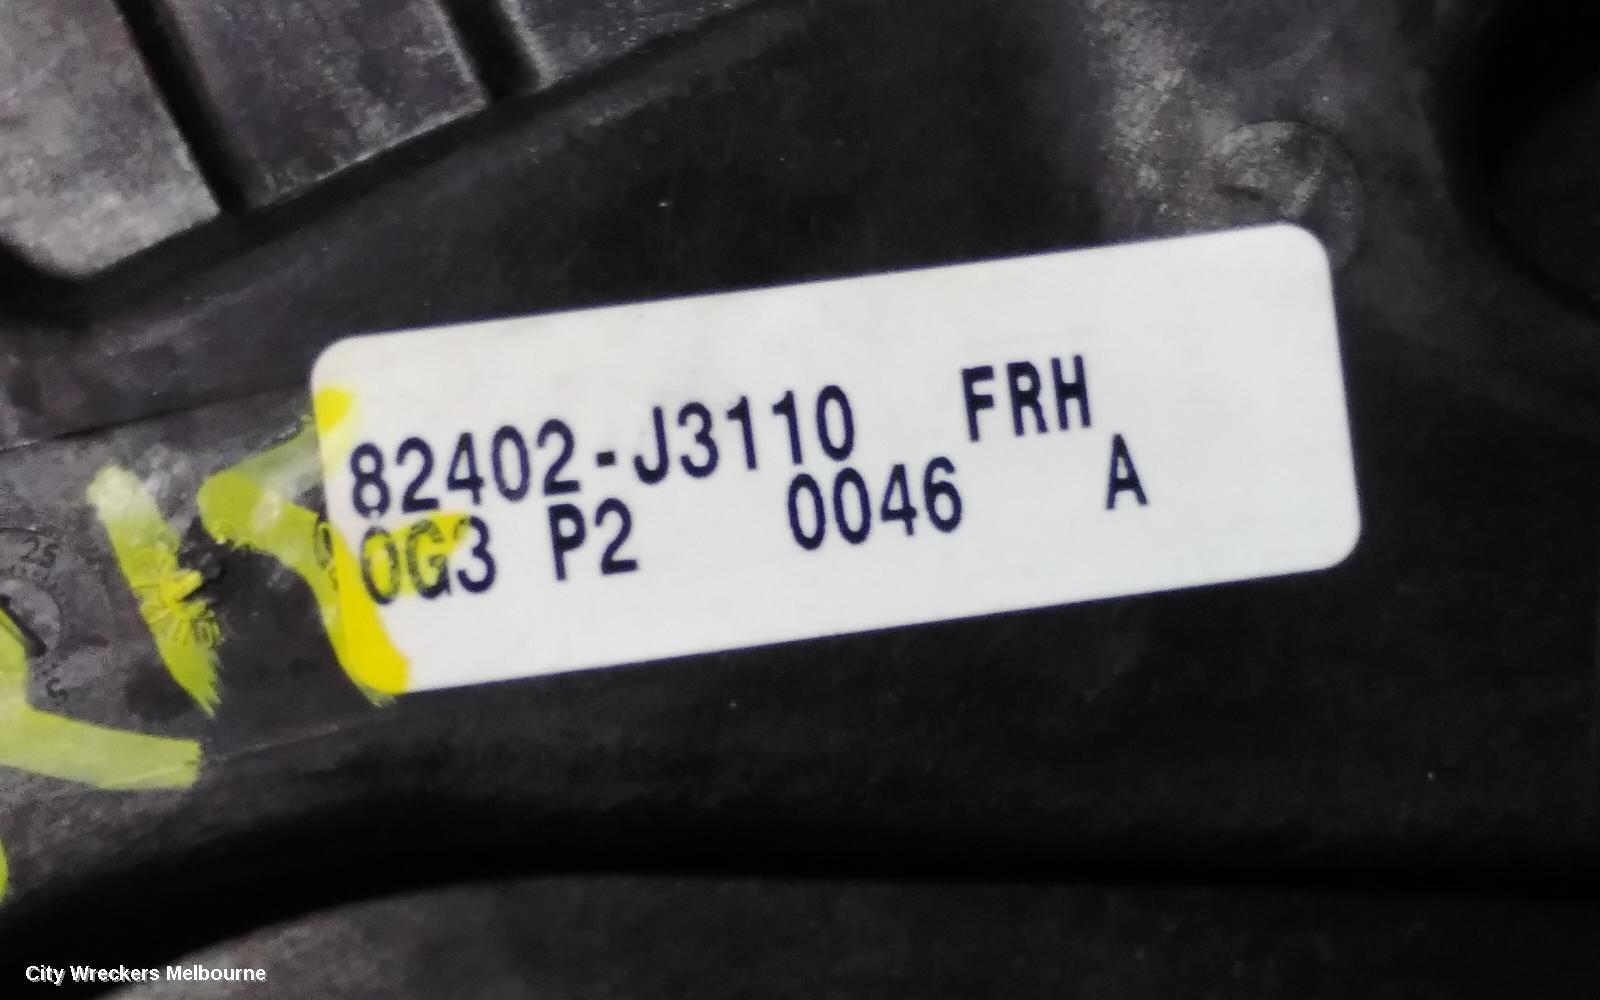 82402-J3110 FRH
0G3 P2 0046 A
City Wreckers Melbourne